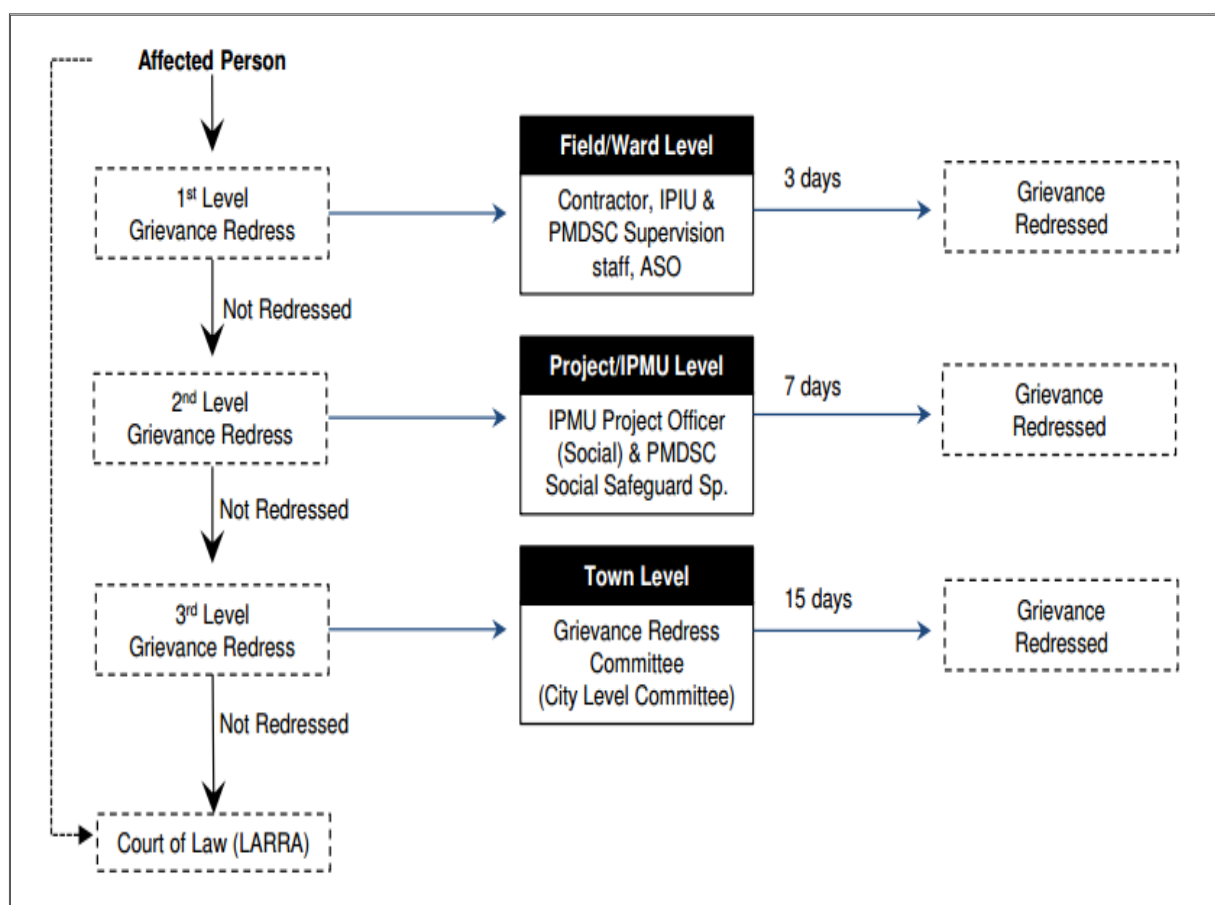 Affected Person
1st Level
Grievance Redress
Field/Ward Level
Contractor, IPIU &
PMDSC Supervision
staff, ASO
3 days
Grievance
Redressed
Not Redressed
2nd Level
Grievance Redress
Project/IPMU Level
IPMU Project Officer
(Social) & PMDSC
Social Safeguard Sp.
7 days
Grievance
Redressed
Not Redressed
3rd Level
Grievance Redress
Town Level
Grievance Redress
Committee
(City Level Committee)
15 days
Grievance
Redressed
Not Redressed
Court of Law (LARRA)